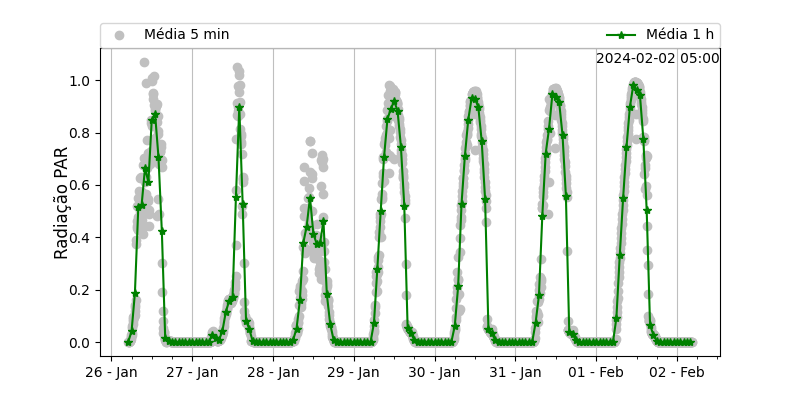 Média 5 min
Média 1 h
2024-02-02 05:00
Radiação PAR
1.0
0.8
0.6
0.4
0.2
0.0
26 - Jan
27 - Jan
28 - Jan
29 - Jan
30 - Jan
31 - Jan
01 - Feb
02 - Feb